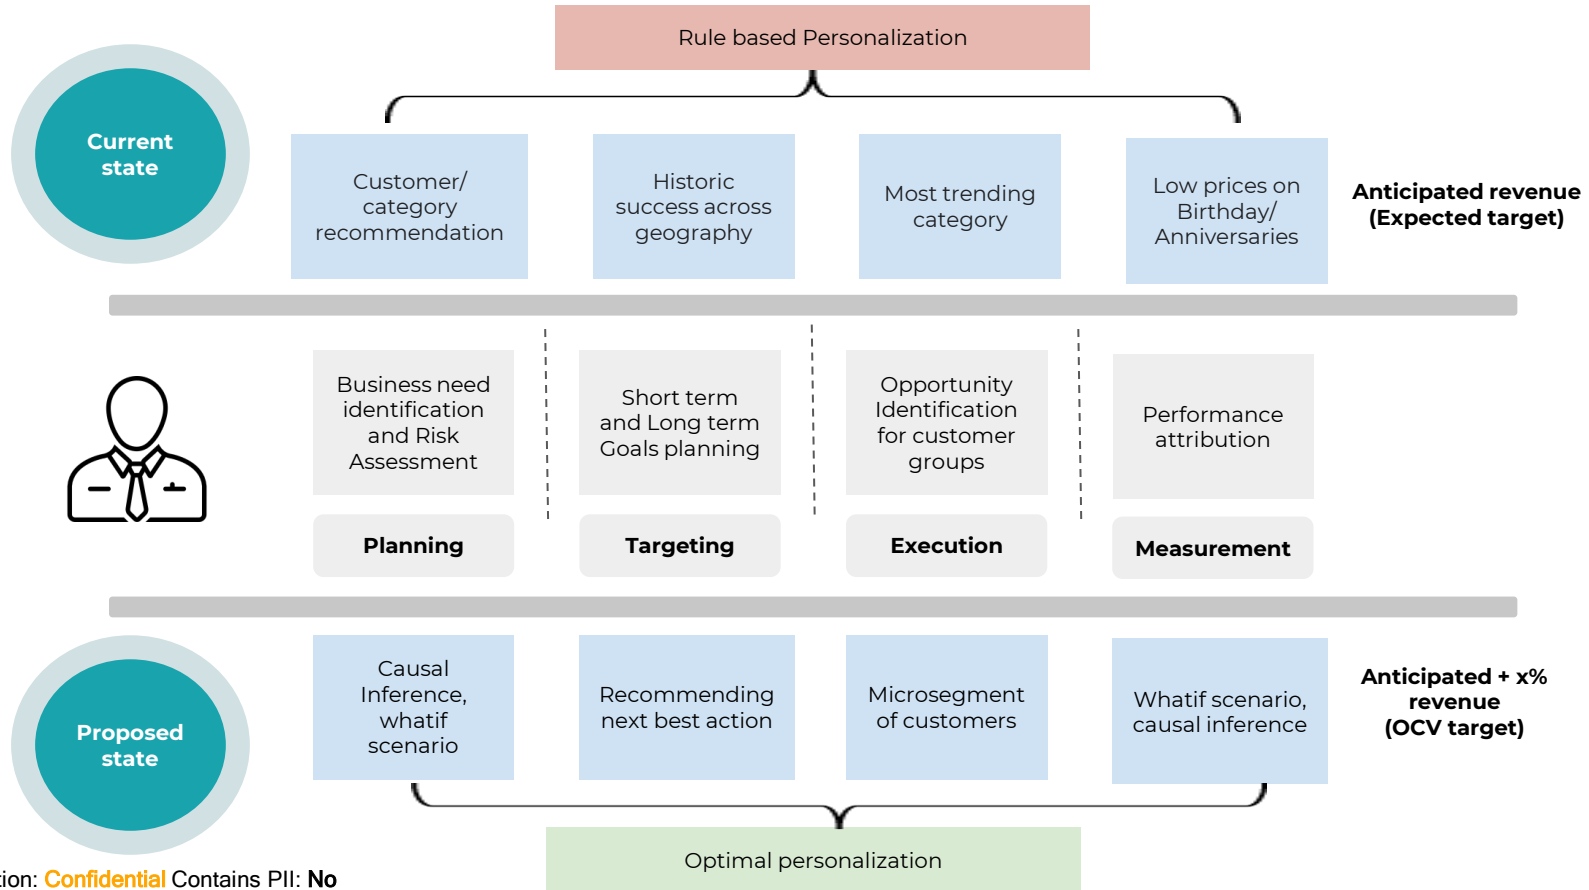 Rule based Personalization
Current
state
Customer/
category
recommendation
Historic
success across
geography
Most trending
category
Low prices on
Birthday/
Anniversaries
Anticipated revenue
(Expected target)
Business need
identification
and Risk
Assessment
Short term
and Long term
Goals planning
Opportunity
Identification
for customer
groups
Performance
attribution
Planning
Targeting
Execution
Measurement
Proposed
state
Causal
Inference,
whatif
scenario
Recommending
next best action
Microsegment
of customers
Whatif scenario,
causal inference
Anticipated + x%
revenue
(OCV target)
Optimal personalization
tion: Confidential Contains PII: No